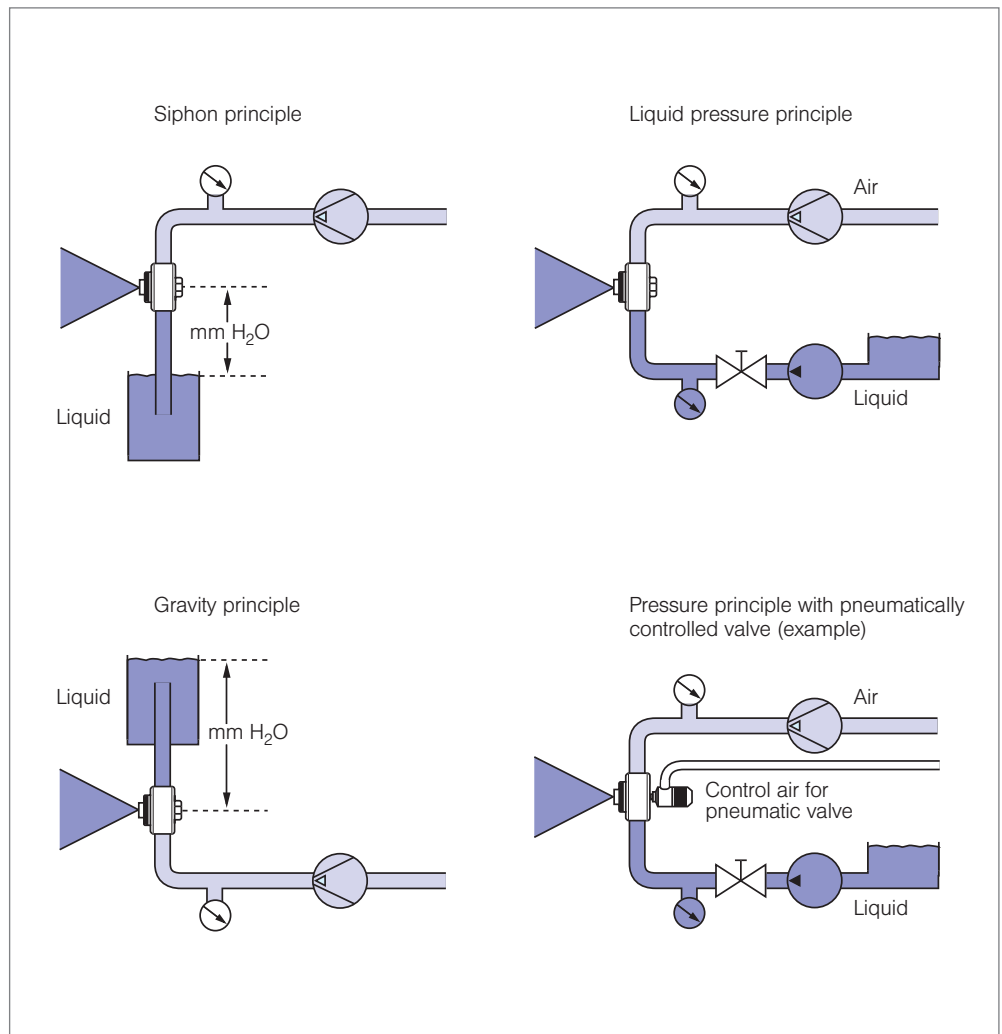 Siphon principle
mm H₂O
Liquid
Liquid pressure principle
Air
Liquid
Gravity principle
Liquid
mm H₂O
Pressure principle with pneumatically
controlled valve (example)
Air
Control air for
pneumatic valve
Liquid